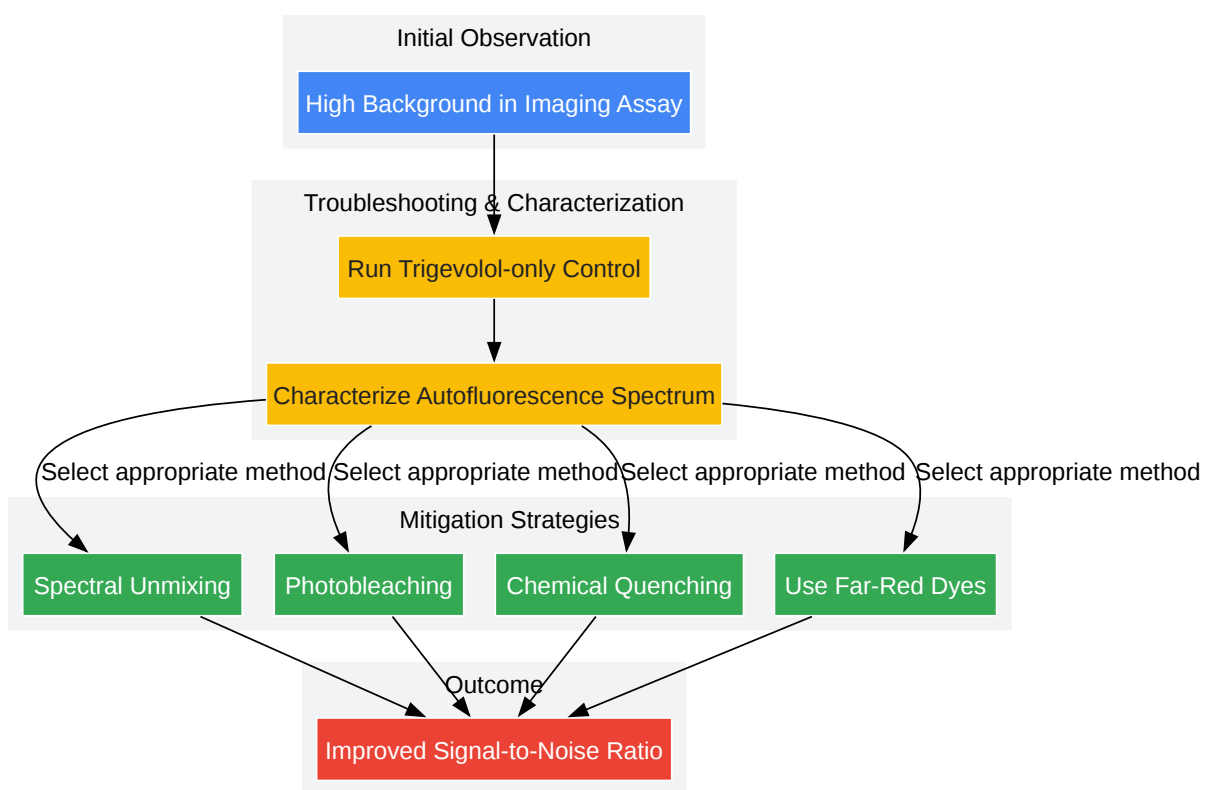 Initial Observation
High Background in Imaging Assay
Troubleshooting & Characterization
Run Trigevolol-only Control
Characterize Autofluorescence Spectrum
Select appropriate method
Select appropriate method
Select appropriate method
Select appropriate method
Mitigation Strategies
Spectral Unmixing
Photobleaching
Chemical Quenching
Use Far-Red Dyes
Outcome
Improved Signal-to-Noise Ratio